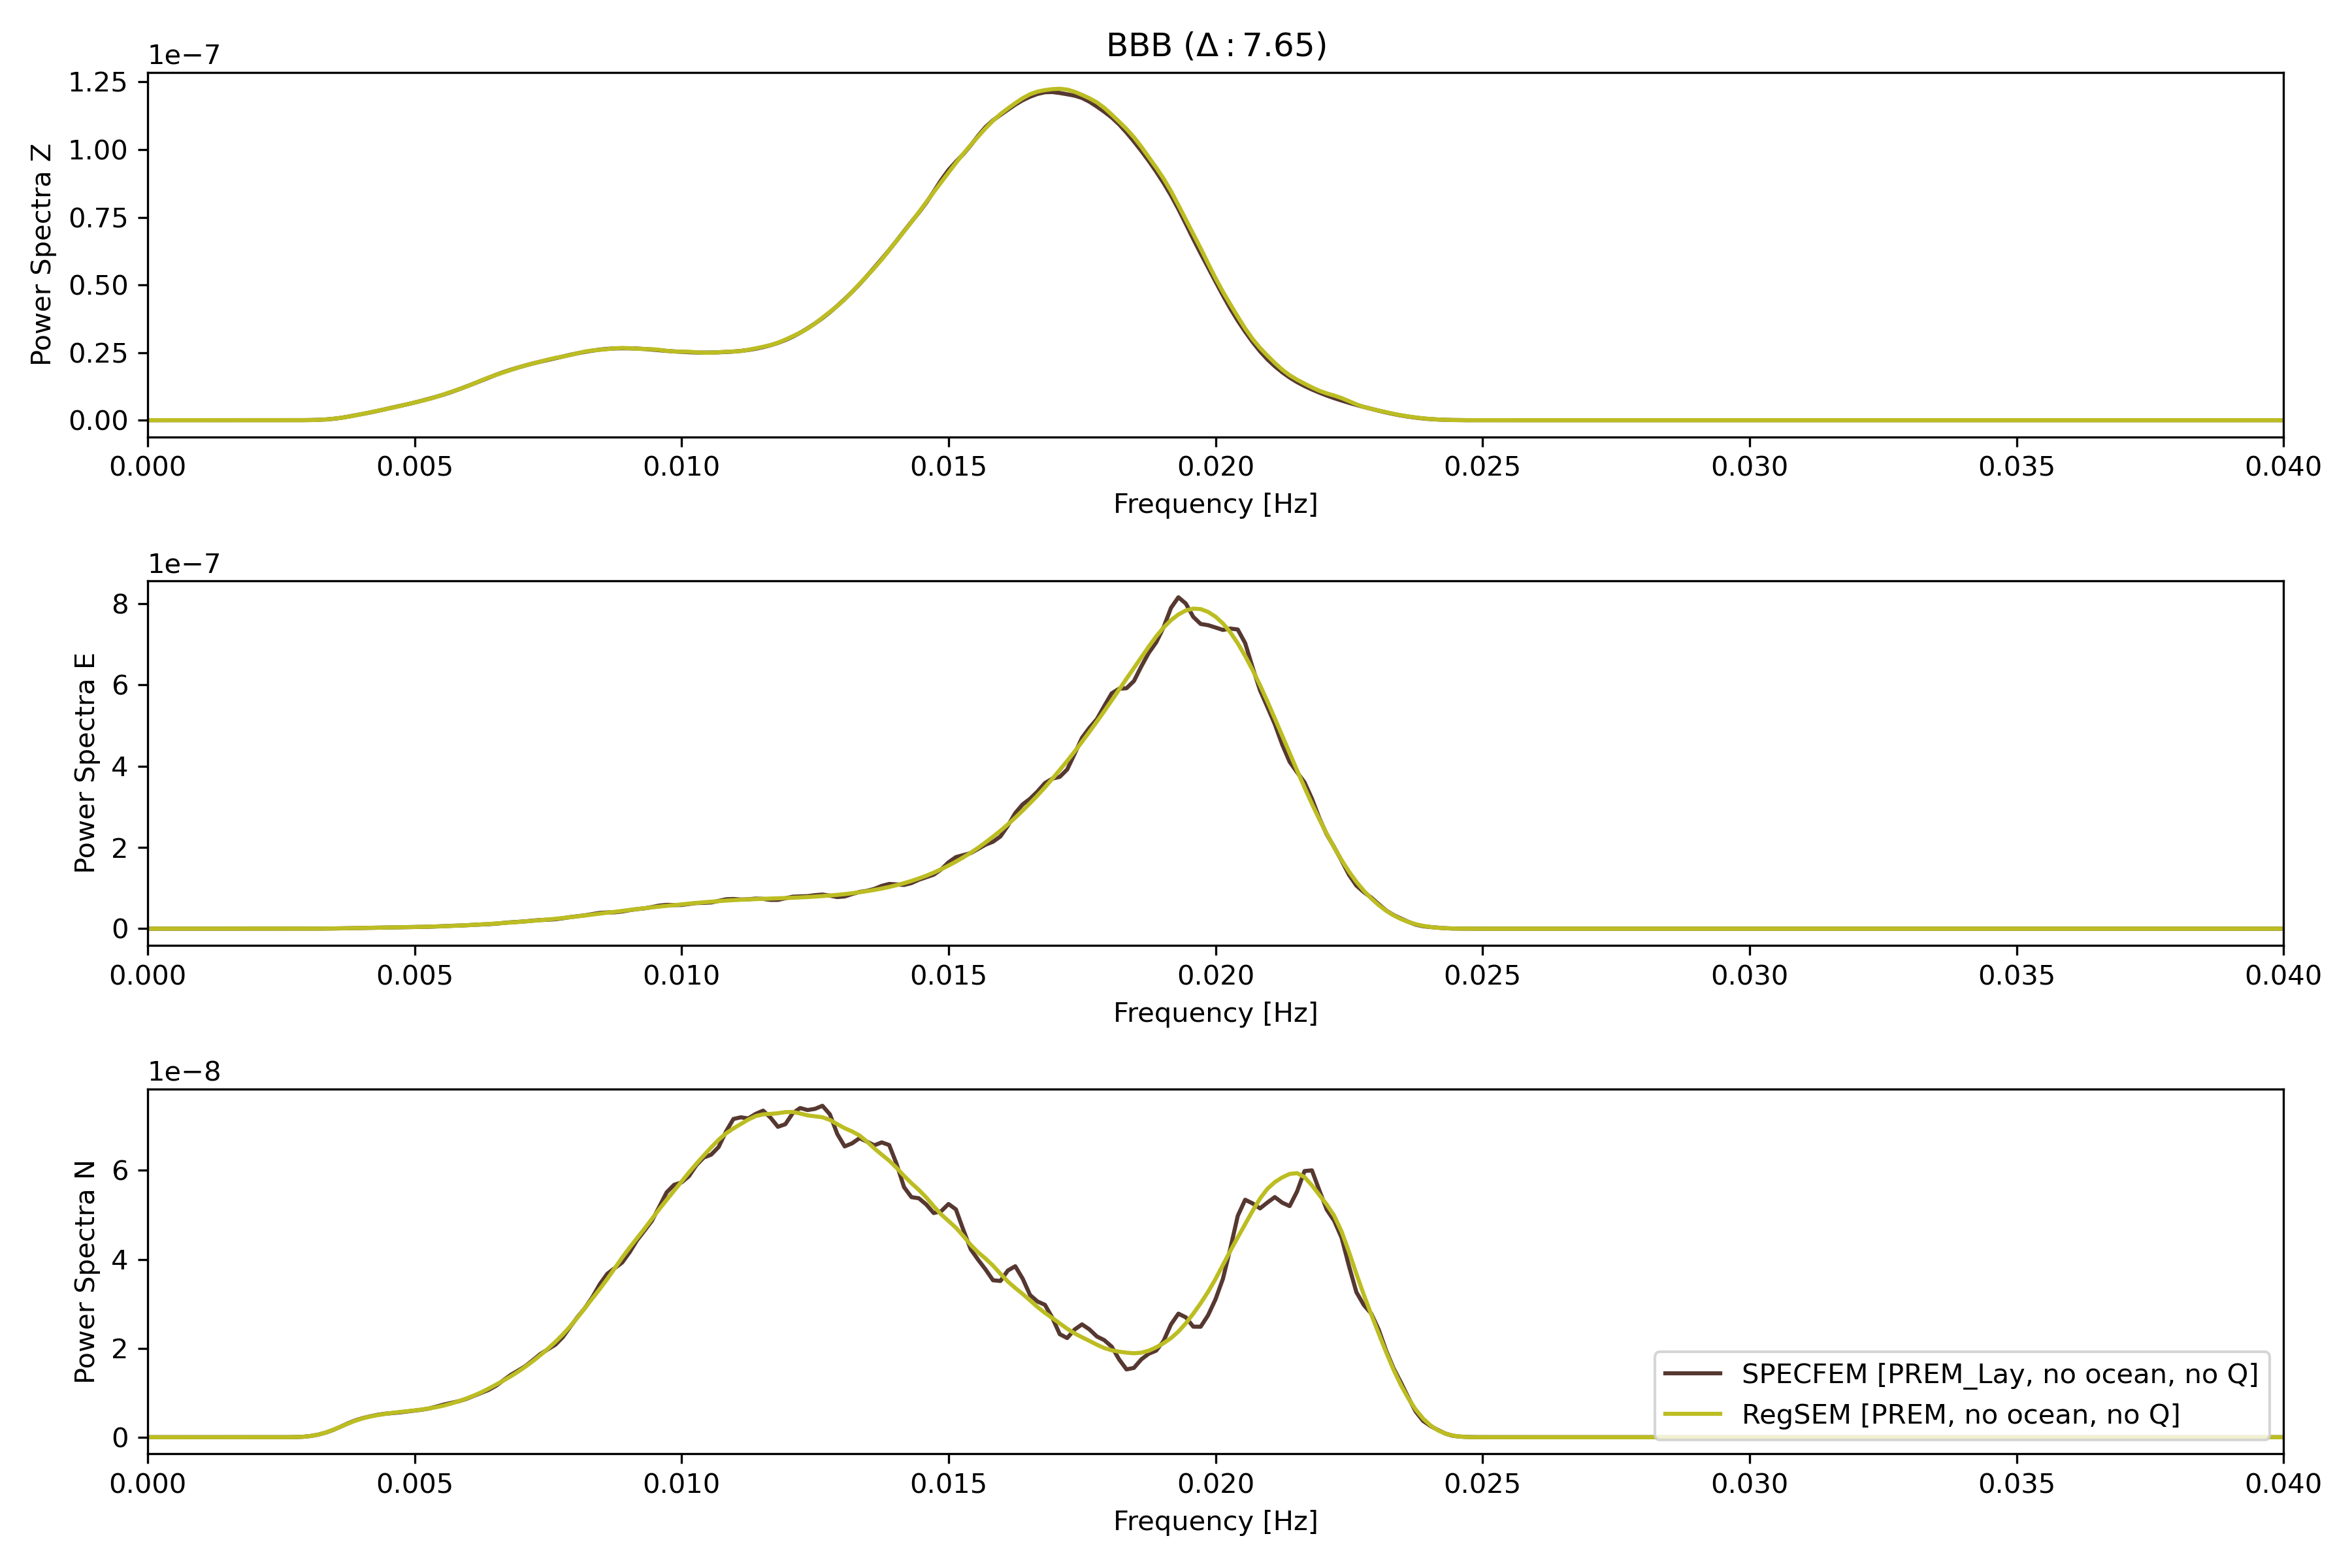 BBB (Δ : 7.65)
1e−7
Power Spectra Z
1.25
1.00
0.75
0.50
0.25
0.00
0.000 0.005 0.010 0.015 0.020 0.025 0.030 0.035 0.040
Frequency [Hz]
1e−7
Power Spectra E
8
6
4
2
0
0.000 0.005 0.010 0.015 0.020 0.025 0.030 0.035 0.040
Frequency [Hz]
1e−8
Power Spectra N
6
4
2
0
SPECFEM [PREM_Lay, no ocean, no Q]
RegSEM [PREM, no ocean, no Q]
0.000 0.005 0.010 0.015 0.020 0.025 0.030 0.035 0.040
Frequency [Hz]